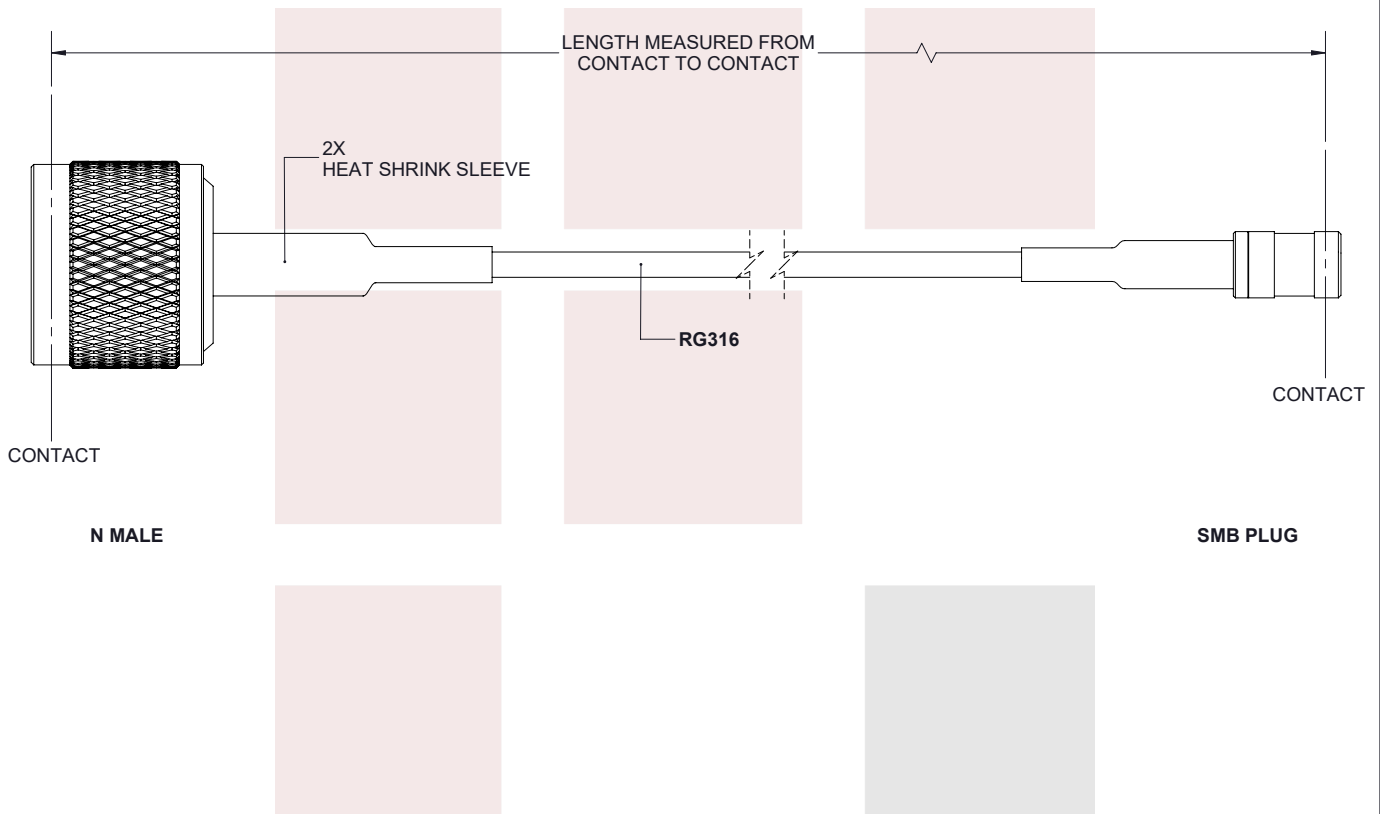 LENGTH MEASURED FROM
CONTACT TO CONTACT
2X
HEAT SHRINK SLEEVE
RG316
CONTACT
CONTACT
N MALE
SMB PLUG